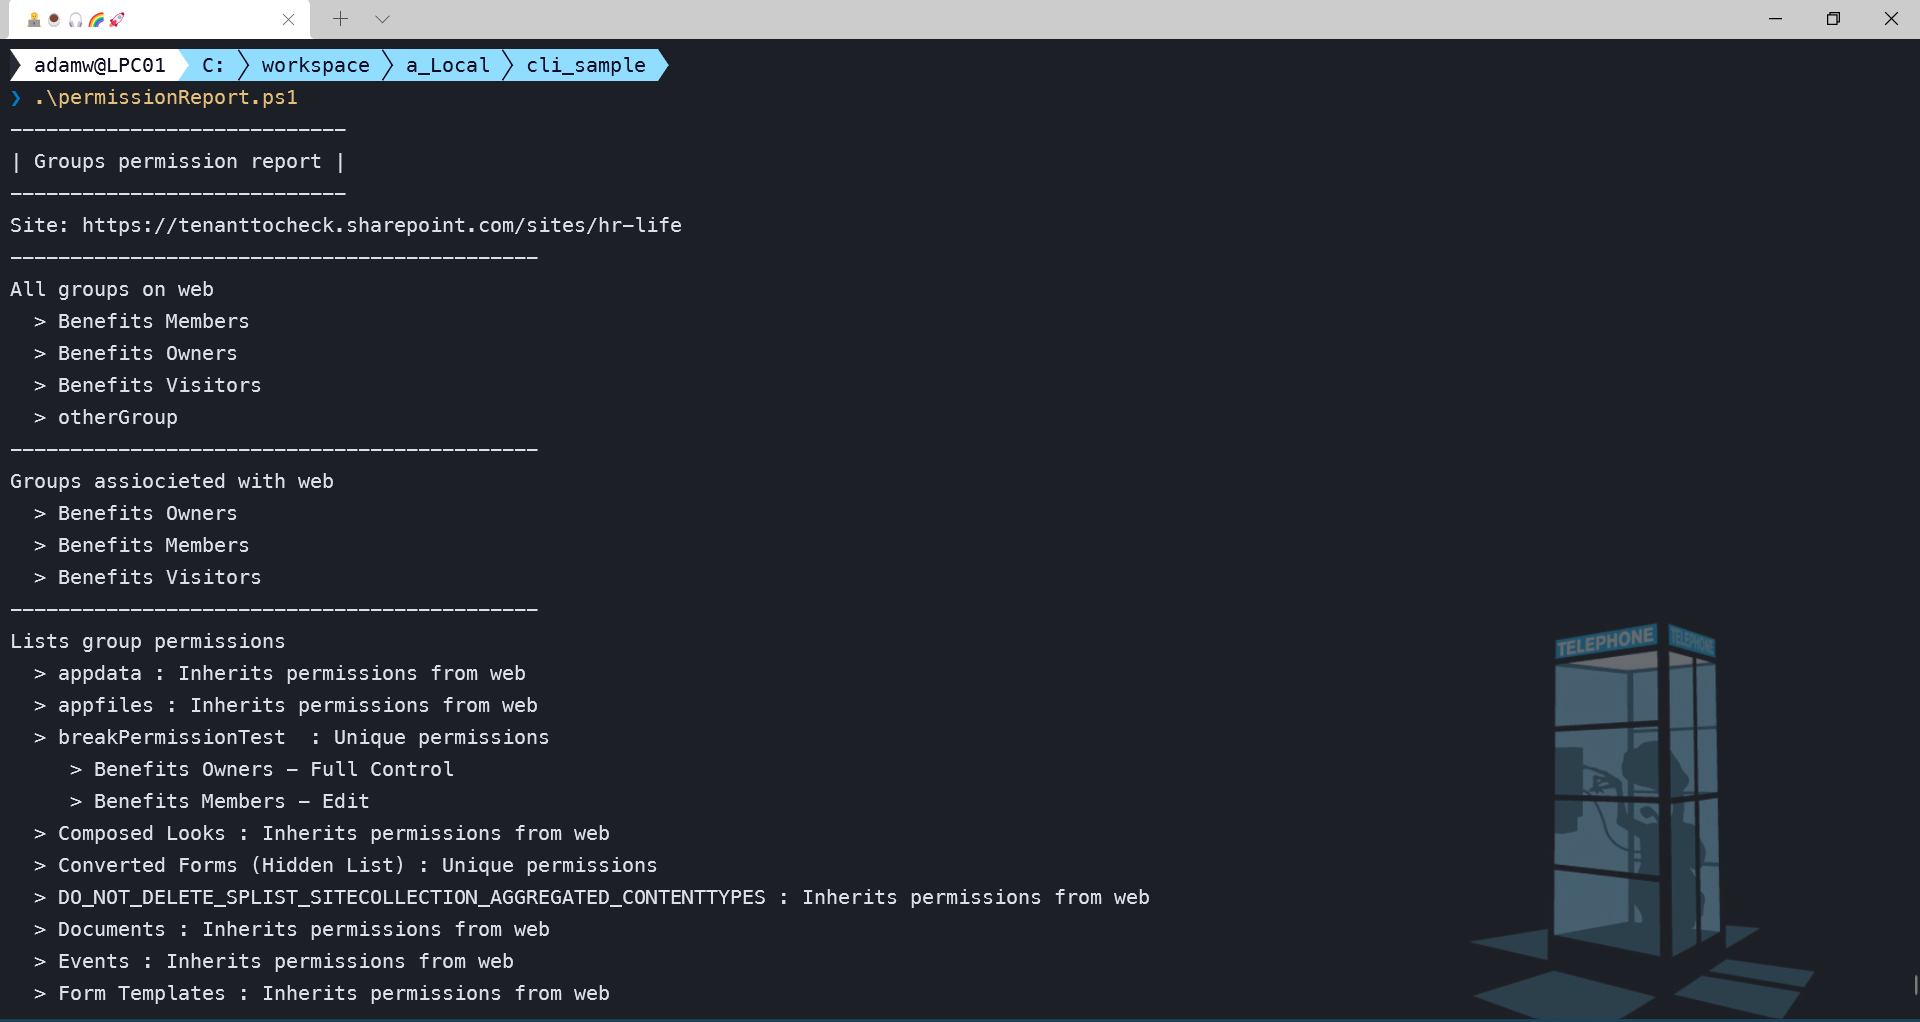 adamw@LPC01 C: workspace a_Local cli_sample
❯ .\permissionReport.ps1
----------------------------
| Groups permission report |
----------------------------
Site: https://tenanttocheck.sharepoint.com/sites/hr-life
--------------------------------------------
All groups on web
  > Benefits Members
  > Benefits Owners
  > Benefits Visitors
  > otherGroup
--------------------------------------------
Groups assiocieted with web
  > Benefits Owners
  > Benefits Members
  > Benefits Visitors
--------------------------------------------
Lists group permissions
  > appdata : Inherits permissions from web
  > appfiles : Inherits permissions from web
  > breakPermissionTest  : Unique permissions
     > Benefits Owners - Full Control
     > Benefits Members - Edit
  > Composed Looks : Inherits permissions from web
  > Converted Forms (Hidden List) : Unique permissions
  > DO_NOT_DELETE_SPLIST_SITECOLLECTION_AGGREGATED_CONTENTTYPES : Inherits permissions from web
  > Documents : Inherits permissions from web
  > Events : Inherits permissions from web
  > Form Templates : Inherits permissions from web
TELEPHONE
TELEPHONE